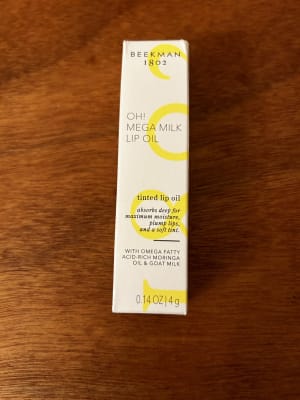 BEEKMAN
1802
OH!
MEGA MILK
LIP OIL
tinted lip oil
absorbs deep for
maximum moisture,
plump lips,
and a soft tint.
WITH OMEGA FATTY
ACID-RICH MORINGA
OIL & GOAT MILK
0.14 OZ | 4 g